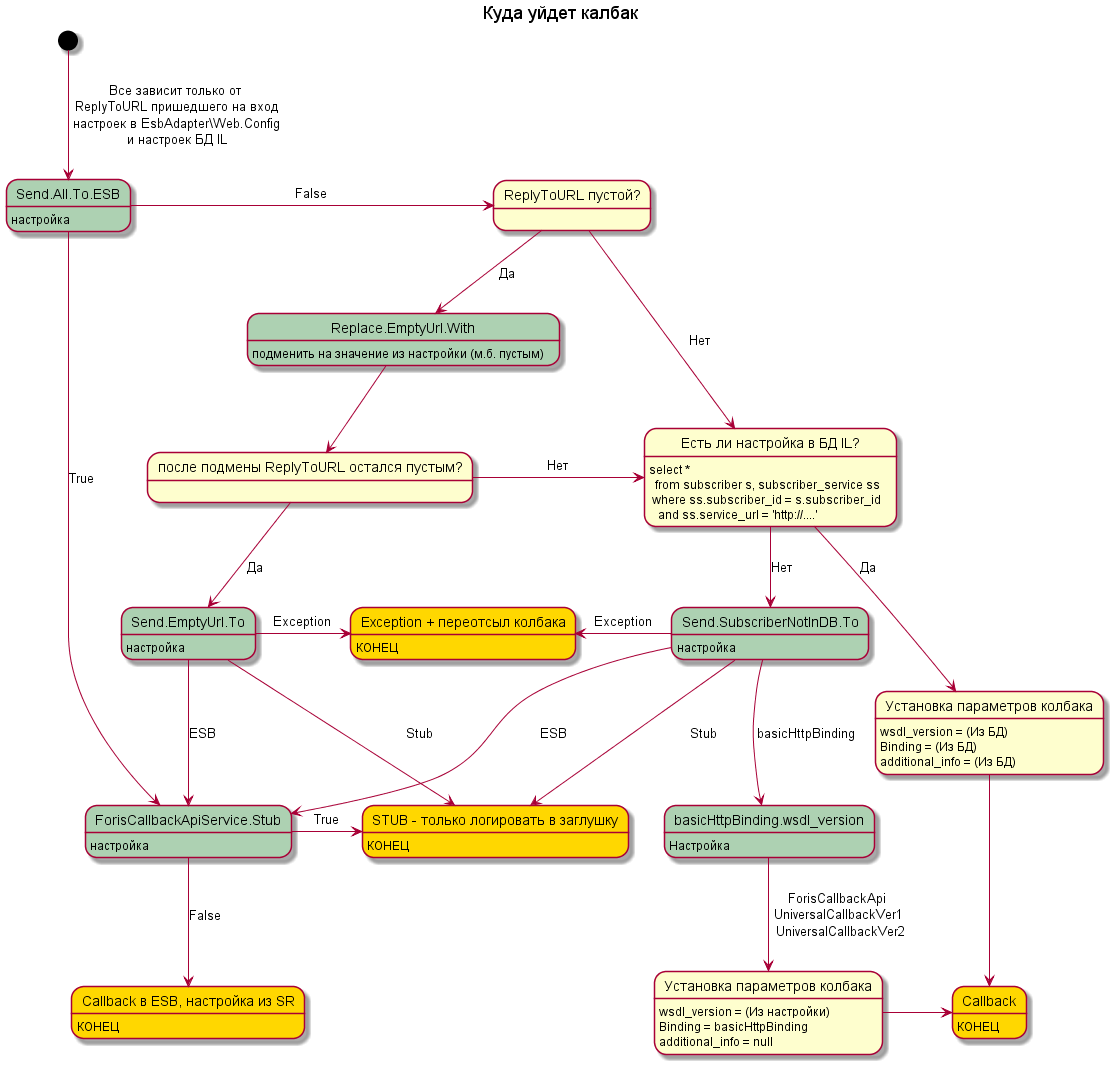 Куда уйдет калбак
Все зависит только от
ReplyToURL пришедшего на вход
настроек в EsbAdapter\Web.Config
и настроек БД IL
Send.All.To.ESB
настройка
False
ReplyToURL пустой?
Да
Нет
Replace.EmptyUrl.With
подменить на значение из настройки (м.б. пустым)
True
после подмены ReplyToURL остался пустым?
Нет
Есть ли настройка в БД IL?
select *
from subscriber s, subscriber_service ss
where ss.subscriber_id = s.subscriber_id
and ss.service_url = 'http://....'
Да
Нет
Да
Send.EmptyUrl.To
настройка
Exception
Exception + переотсыл колбака
КОНЕЦ
Exception
Send.SubscriberNotInDB.To
настройка
Установка параметров колбака
wsdl_version = (Из БД)
Binding = (Из БД)
additional_info = (Из БД)
ESB
Stub
ESB
Stub
basicHttpBinding
ForisCallbackApiService.Stub
настройка
True
STUB - только логировать в заглушку
КОНЕЦ
basicHttpBinding.wsdl_version
Настройка
False
ForisCallbackApi
UniversalCallbackVer1
UniversalCallbackVer2
Callback в ESB, настройка из SR
КОНЕЦ
Установка параметров колбака
wsdl_version = (Из настройки)
Binding = basicHttpBinding
additional_info = null
Callback
КОНЕЦ